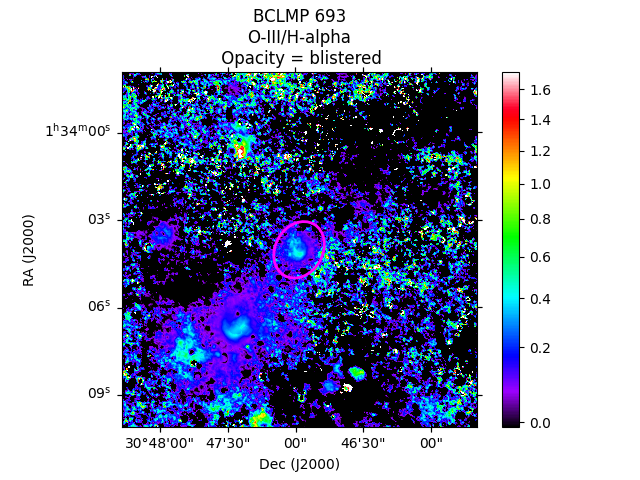 BCLMP 693
O-III/H-alpha
Opacity = blistered
1h34m00s
03s
06s
09s
RA (J2000)
30°48'00"
47'30"
00"
46'30"
00"
Dec (J2000)
1.6
1.4
1.2
1.0
0.8
0.6
0.4
0.2
0.0